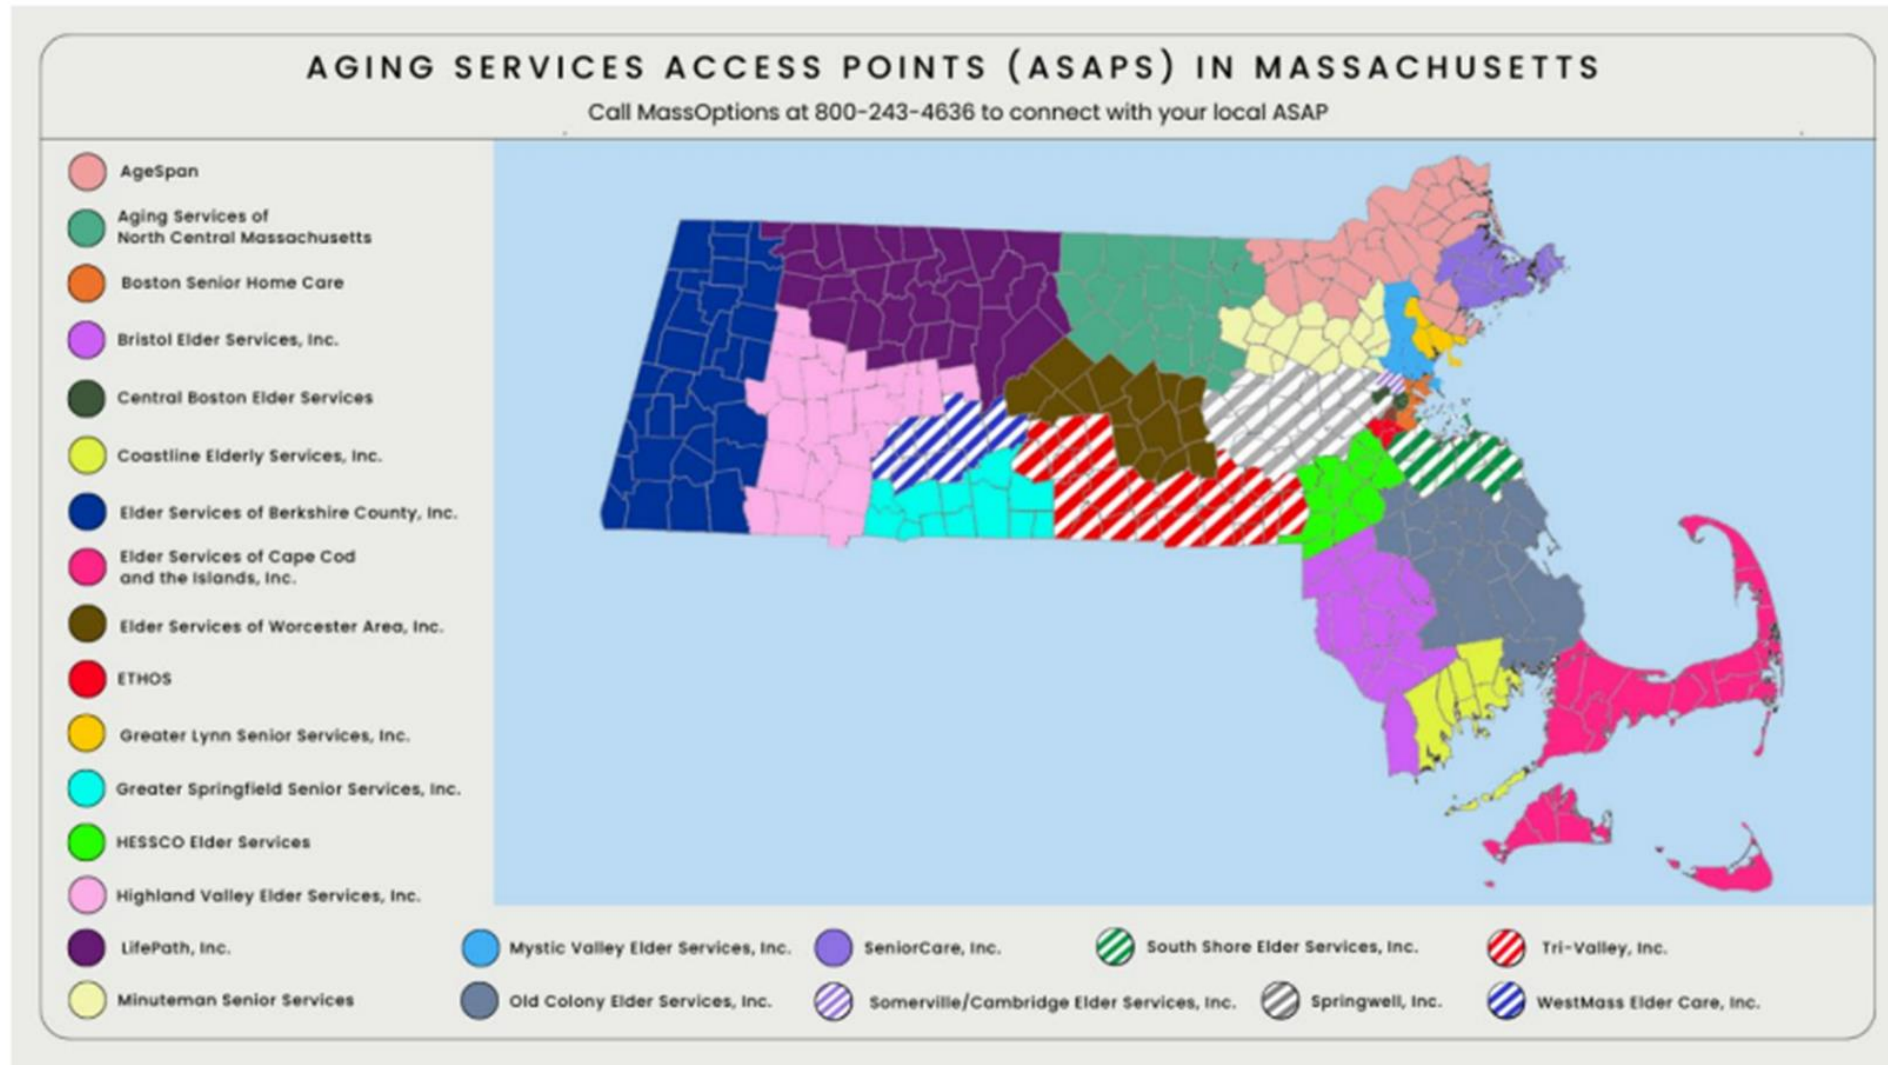 AGING SERVICES ACCESS POINTS (ASAPS) IN MASSACHUSETTS
Call MassOptions at 800-243-4636 to connect with your local ASAP
AgeSpan
Aging Services of
North Central Massachusetts
Boston Senior Home Care
Bristol Elder Services, Inc.
Central Boston Elder Services
Coastline Elderly Services, Inc.
Elder Services of Berkshire County, Inc.
Elder Services of Cape Cod
and the Islands, Inc.
Elder Services of Worcester Area, Inc.
ETHOS
Greater Lynn Senior Services, Inc.
Greater Springfield Senior Services, Inc.
HESSCO Elder Services
Highland Valley Elder Services, Inc.
LifePath, Inc.
Minuteman Senior Services
Mystic Valley Elder Services, Inc.
Old Colony Elder Services, Inc.
SeniorCare, Inc.
Somerville/Cambridge Elder Services, Inc.
South Shore Elder Services, Inc.
Springwell, Inc.
Tri-Valley, Inc.
WestMass Elder Care, Inc.